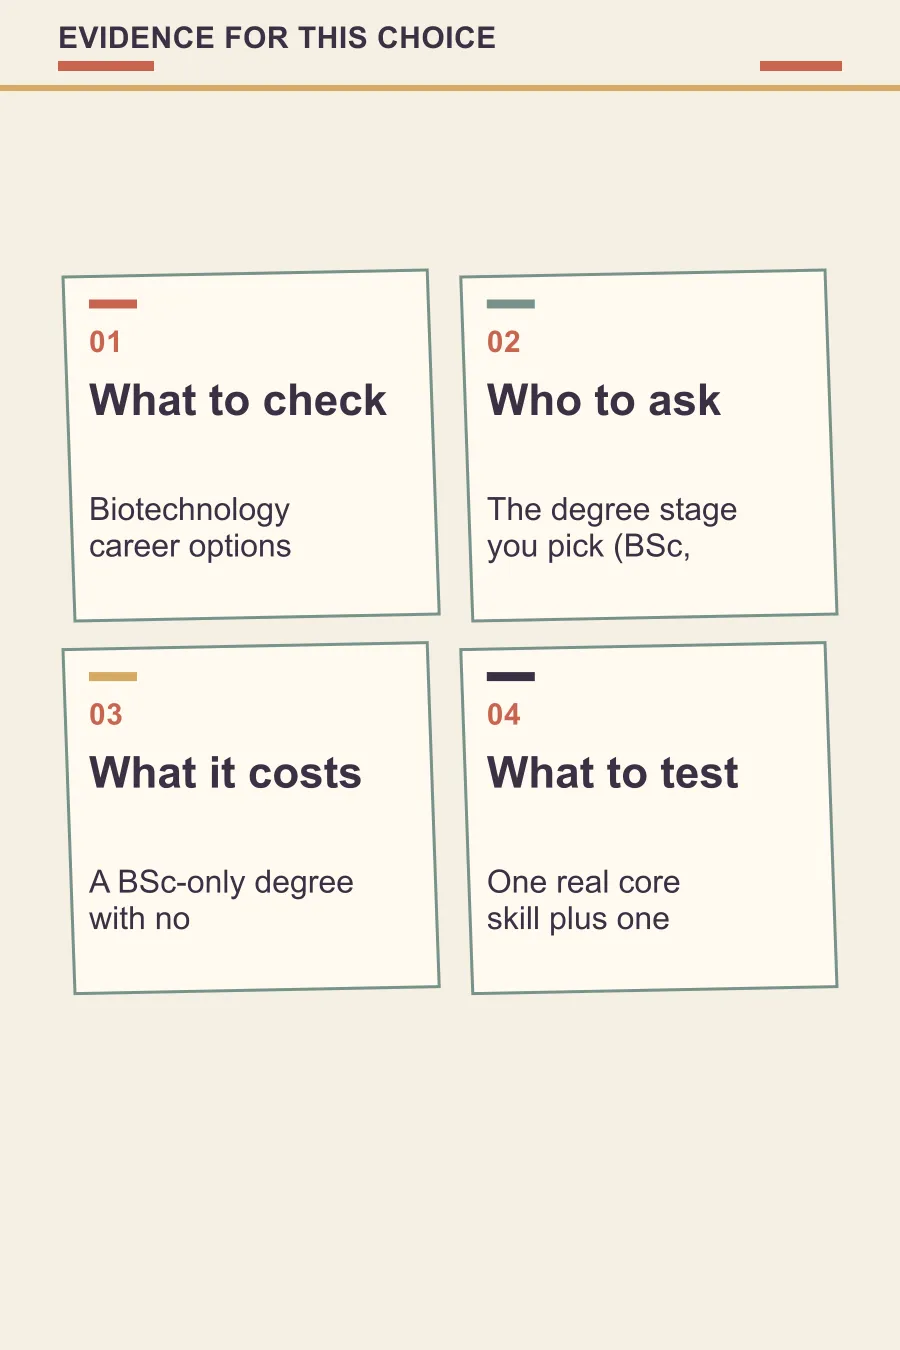 EVIDENCE FOR THIS CHOICE
01
What to check
Biotechnology
career options
02
Who to ask
The degree stage
you pick (BSc,
03
What it costs
A BSc-only degree
with no
04
What to test
One real core
skill plus one